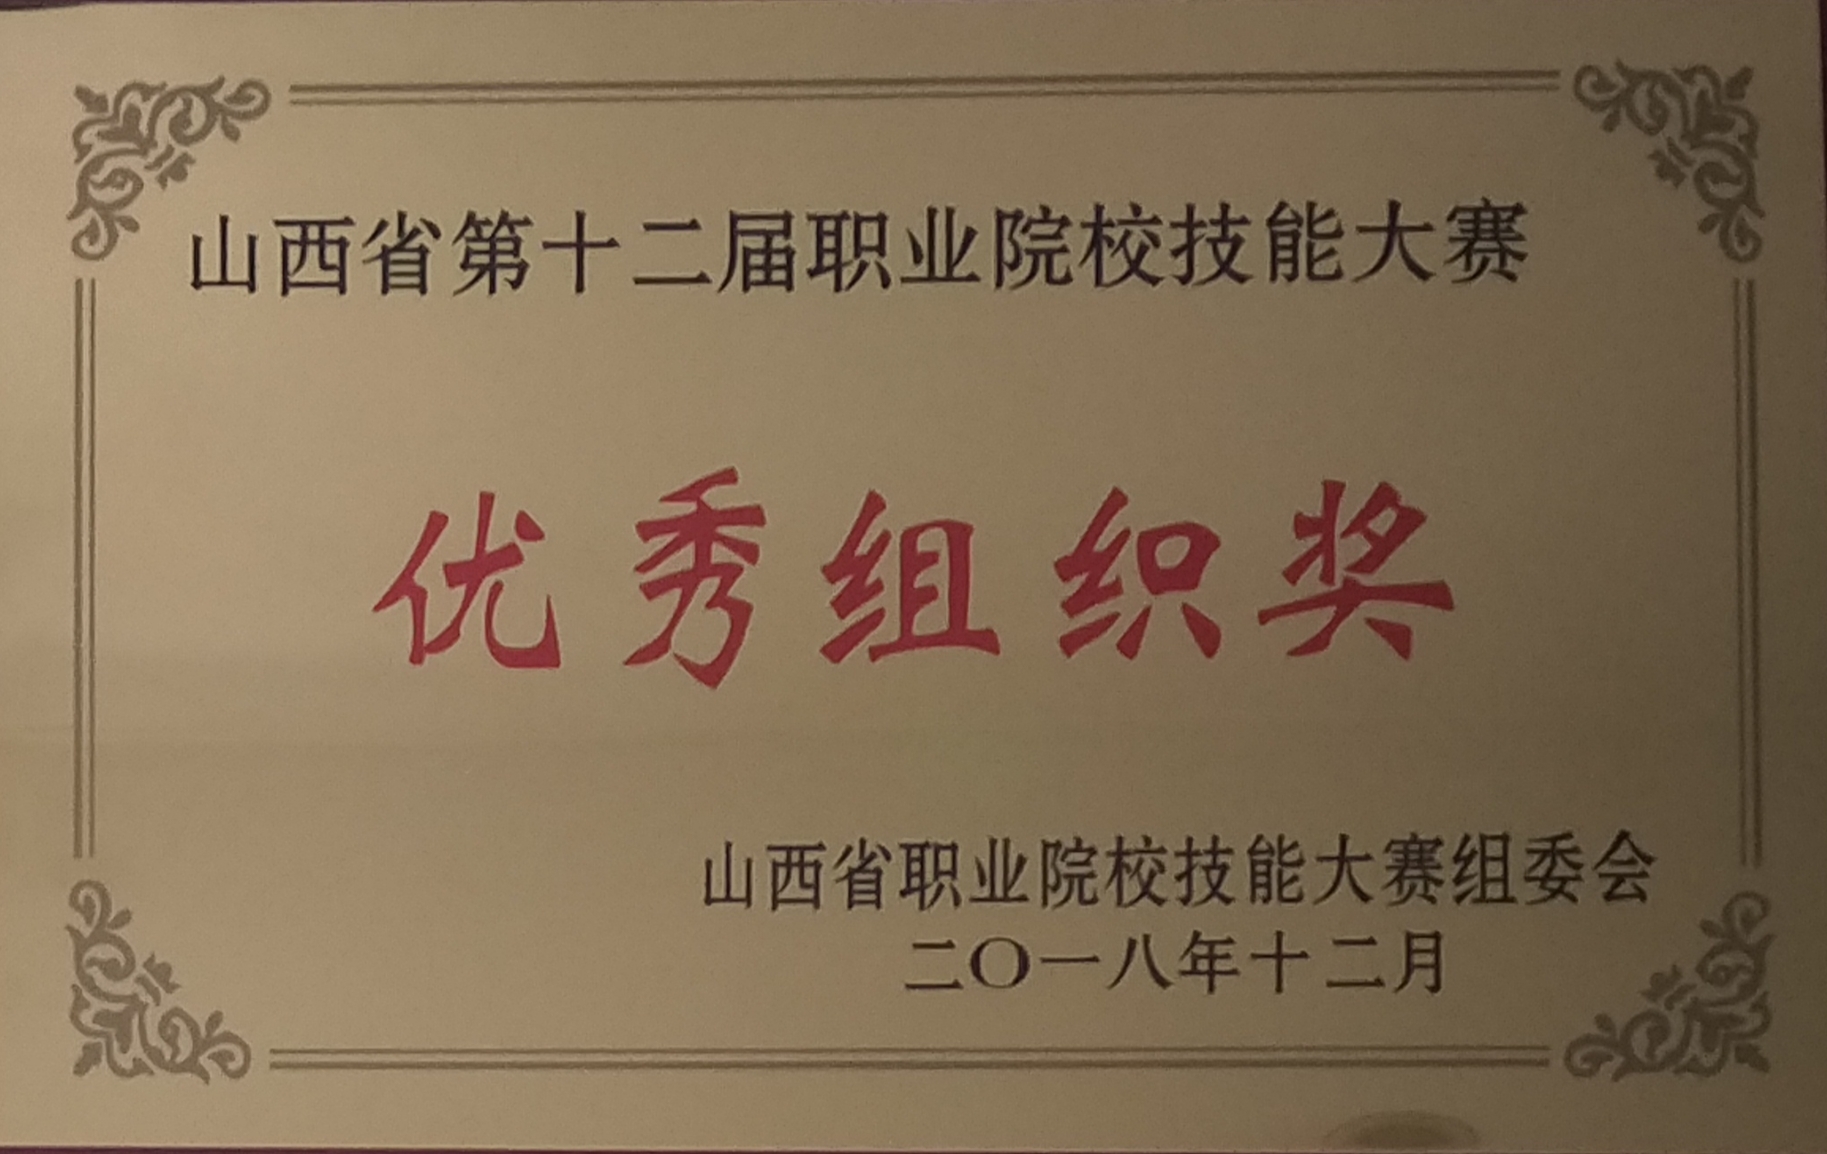 山西省第十二届职业院校技能大赛
优秀组织奖
山西省职业院校技能大赛组委会
二〇一八年十二月